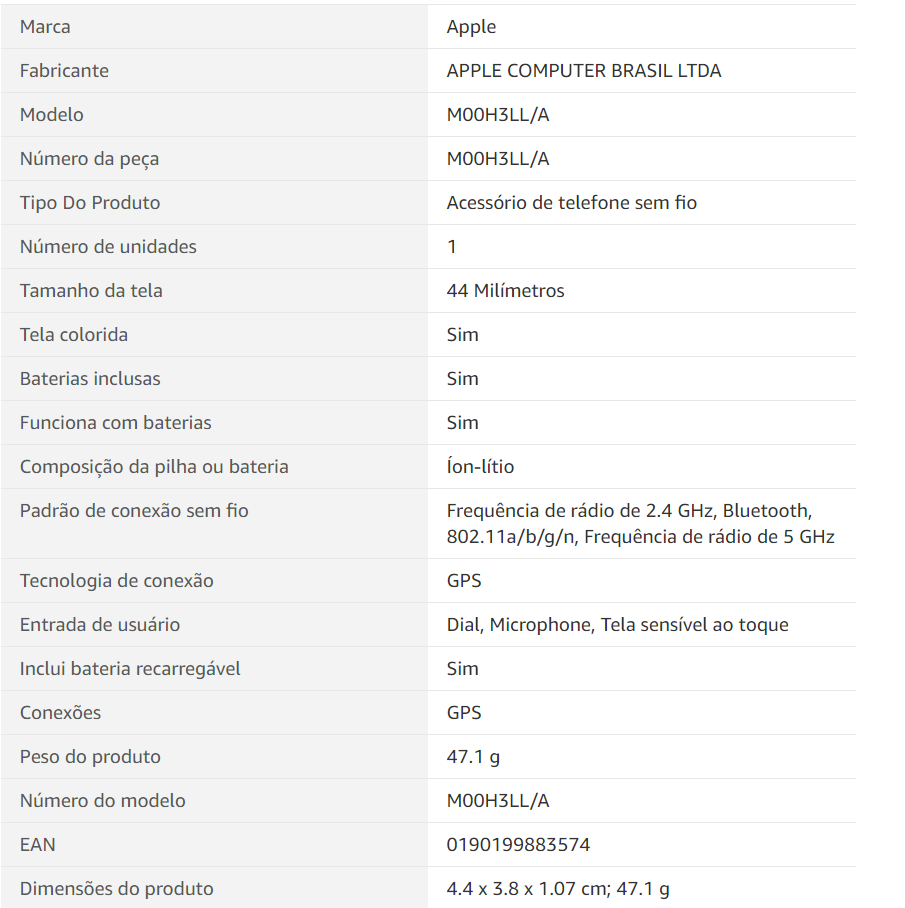 Marca Apple
Fabricante APPLE COMPUTER BRASIL LTDA
Modelo M00H3LL/A
Número da peça M00H3LL/A
Tipo Do Produto Acessório de telefone sem fio
Número de unidades 1
Tamanho da tela 44 Milímetros
Tela colorida Sim
Baterias inclusas Sim
Funciona com baterias Sim
Composição da pilha ou bateria Íon-lítio
Padrão de conexão sem fio Frequência de rádio de 2.4 GHz, Bluetooth,
802.11a/b/g/n, Frequência de rádio de 5 GHz
Tecnologia de conexão GPS
Entrada de usuário Dial, Microphone, Tela sensível ao toque
Inclui bateria recarregável Sim
Conexões GPS
Peso do produto 47.1 g
Número do modelo M00H3LL/A
EAN 0190199883574
Dimensões do produto 4.4 x 3.8 x 1.07 cm; 47.1 g